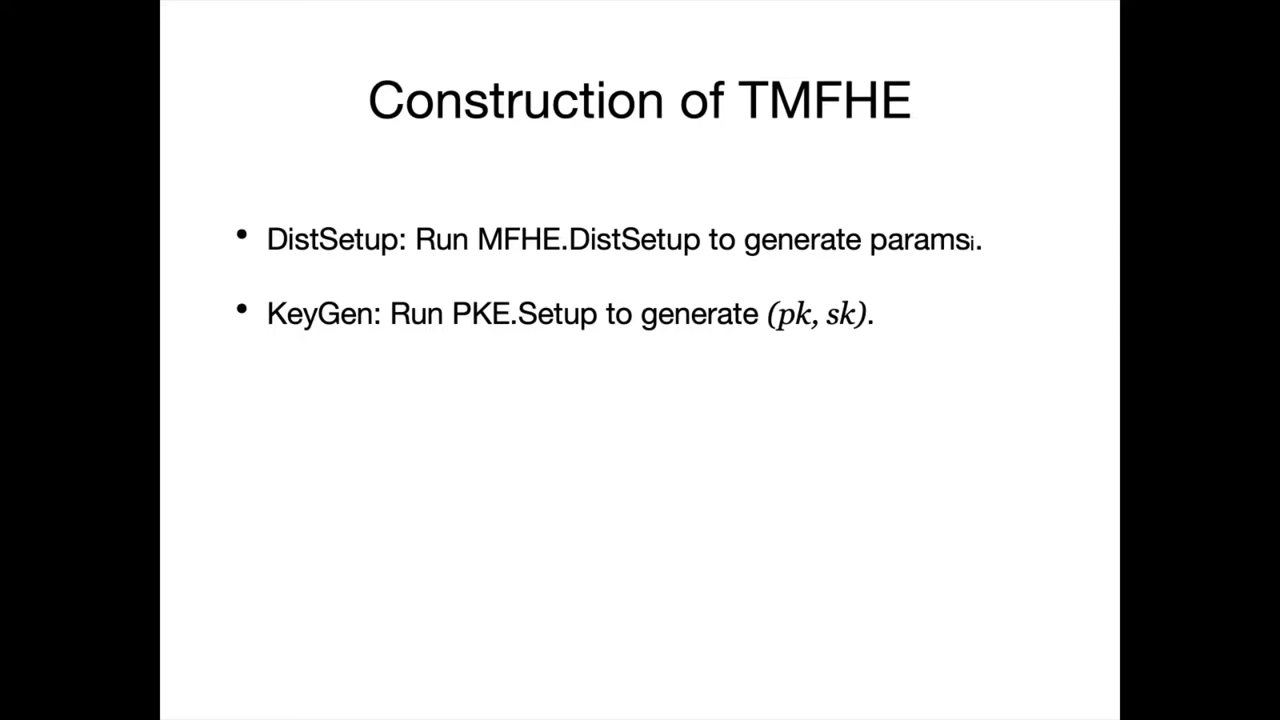 Construction of TMFHE
• DistSetup: Run MFHE.DistSetup to generate paramsᵢ.
• KeyGen: Run PKE.Setup to generate (pk, sk).